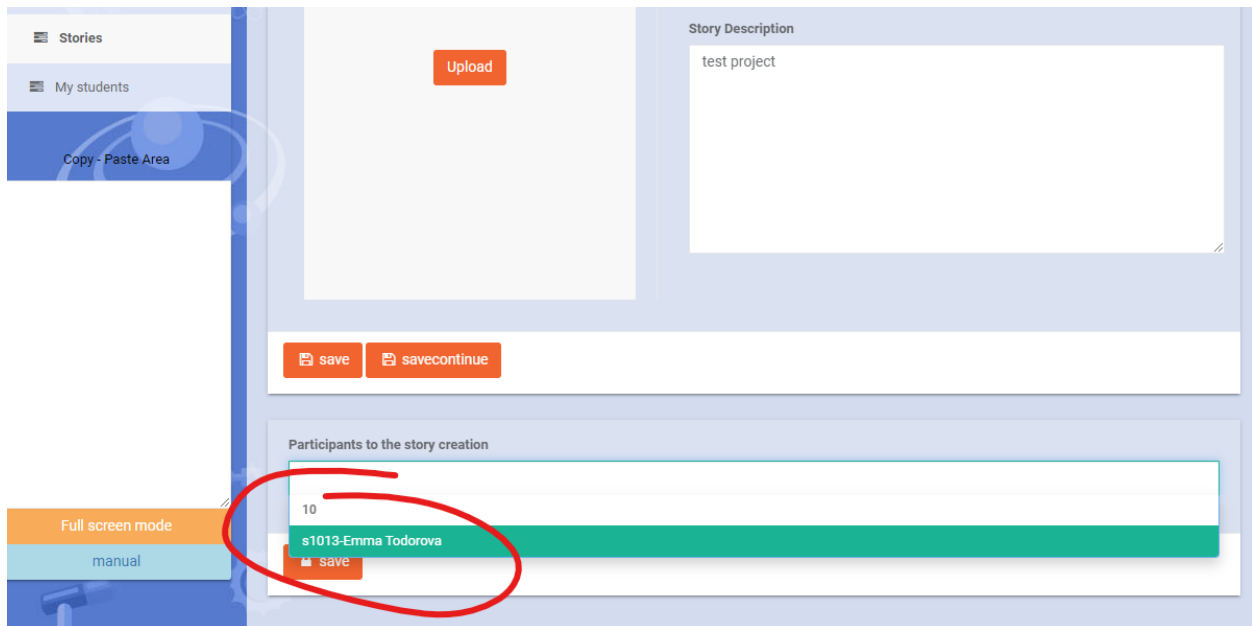 Stories
My students
Copy - Paste Area
Full screen mode
manual
Upload
Story Description
test project
save
savecontinue
Participants to the story creation
10
s1013-Emma Todorova
save